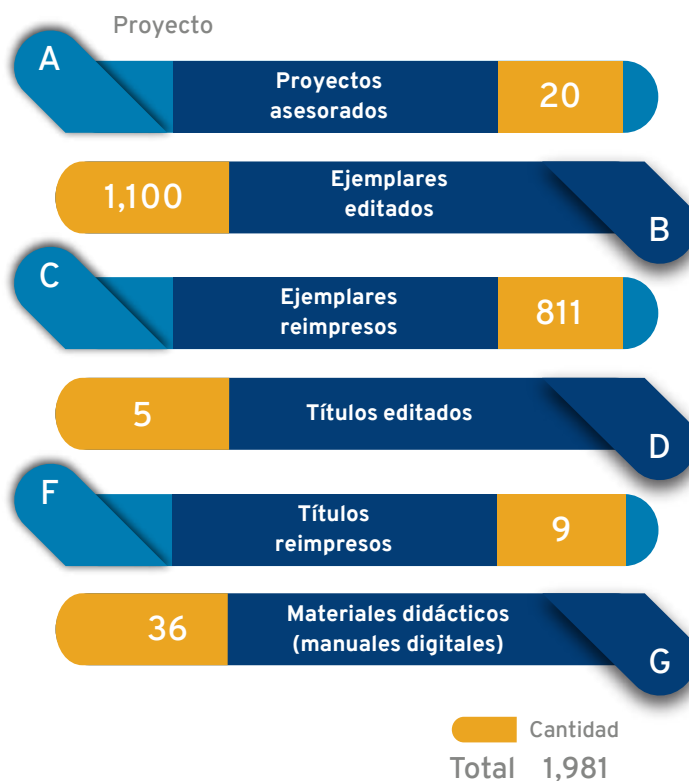 Proyecto
A
Proyectos
asesorados
20
1,100
Ejemplares
editados
B
C
Ejemplares
reimpresos
811
5
Títulos editados
D
F
Títulos
reimpresos
9
36
Materiales didácticos
(manuales digitales)
G
Cantidad
Total 1,981